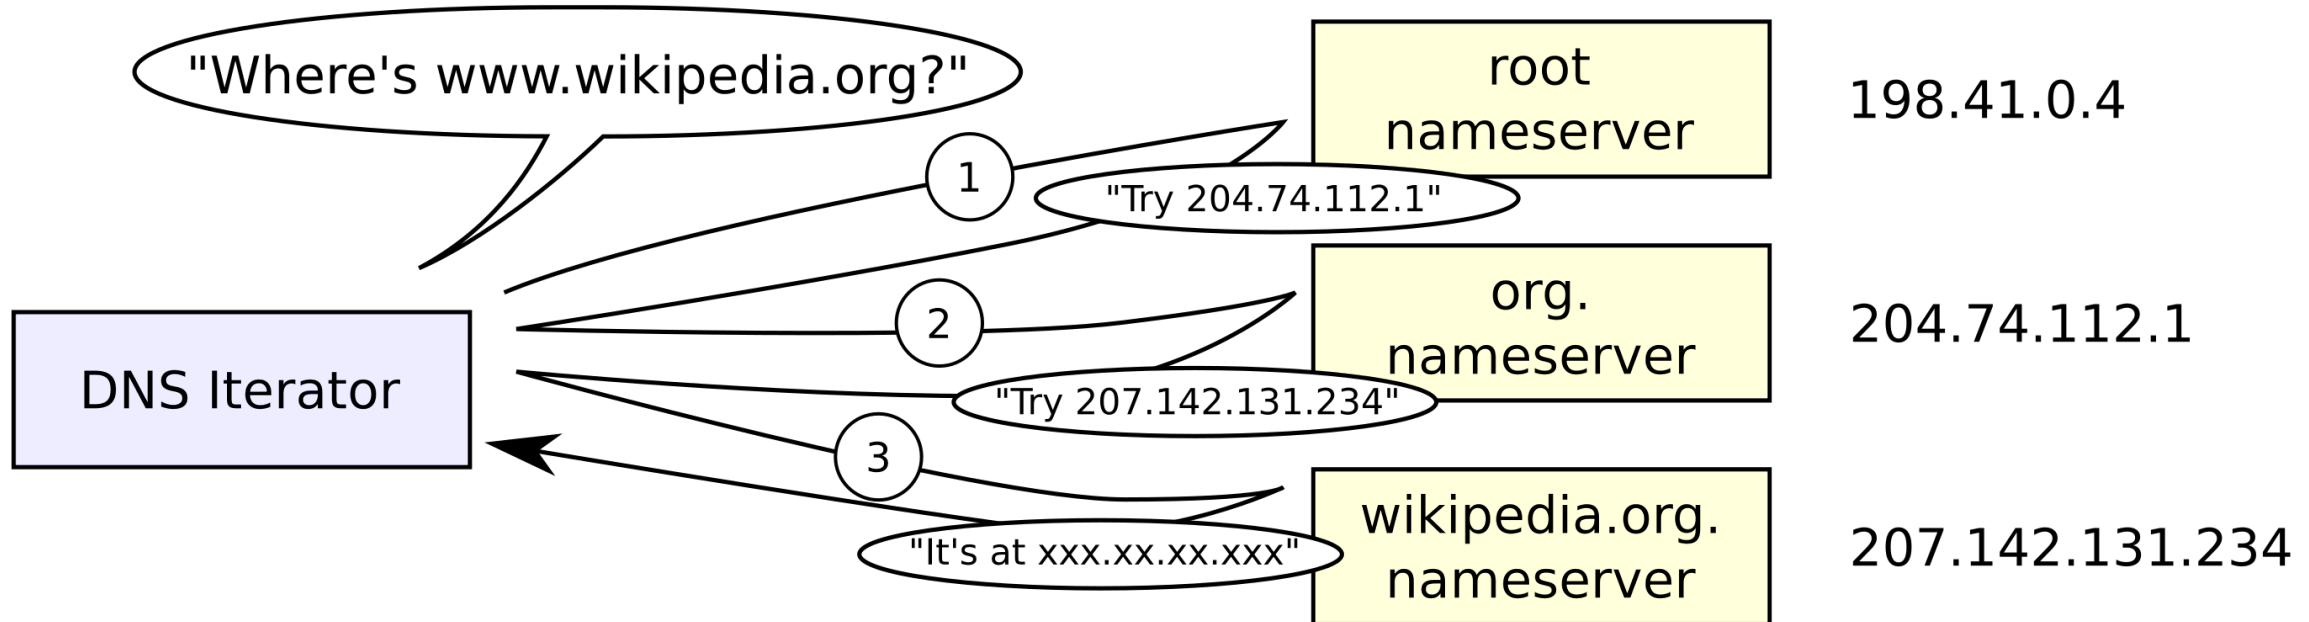 "Where's www.wikipedia.org?"
root
nameserver
198.41.0.4
1
"Try 204.74.112.1"
2
org.
nameserver
204.74.112.1
DNS Iterator
"Try 207.142.131.234"
3
wikipedia.org.
nameserver
207.142.131.234
"It's at xxx.xx.xx.xxx"